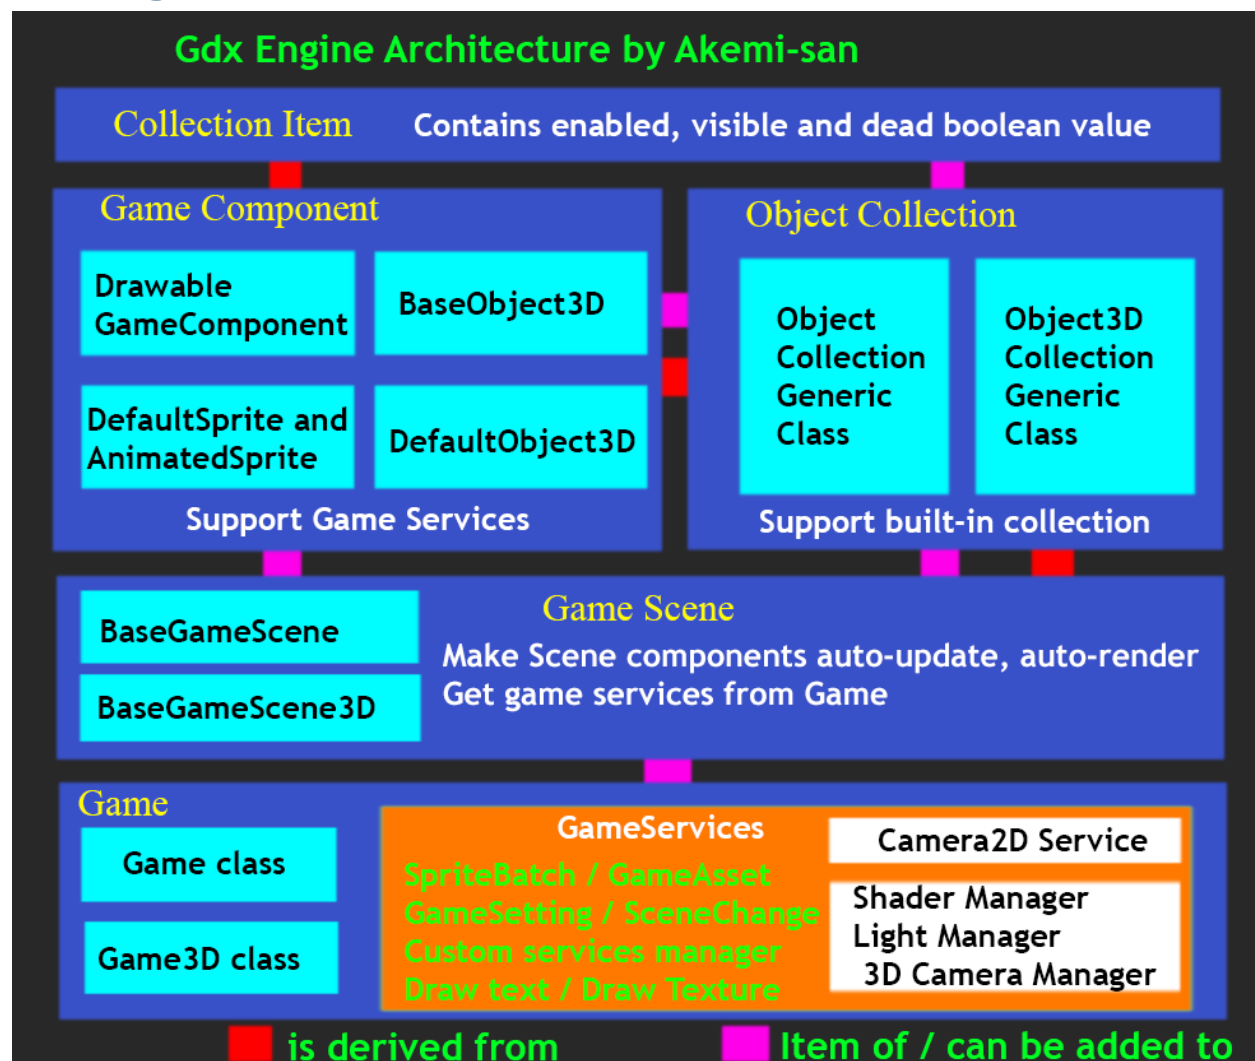 Gdx Engine Architecture by Akemi-san
Collection Item
Contains enabled, visible and dead boolean value
Game Component
Drawable
GameComponent
BaseObject3D
DefaultSprite and
AnimatedSprite
DefaultObject3D
Support Game Services
Object Collection
Object
Collection
Generic
Class
Object3D
Collection
Generic
Class
Support built-in collection
BaseGameScene
BaseGameScene3D
Game Scene
Make Scene components auto-update, auto-render
Get game services from Game
Game
Game class
Game3D class
GameServices
SpriteBatch / GameAsset
GameSetting / SceneChange
Custom services manager
Draw text / Draw Texture
Camera2D Service
Shader Manager
Light Manager
3D Camera Manager
is derived from
Item of / can be added to